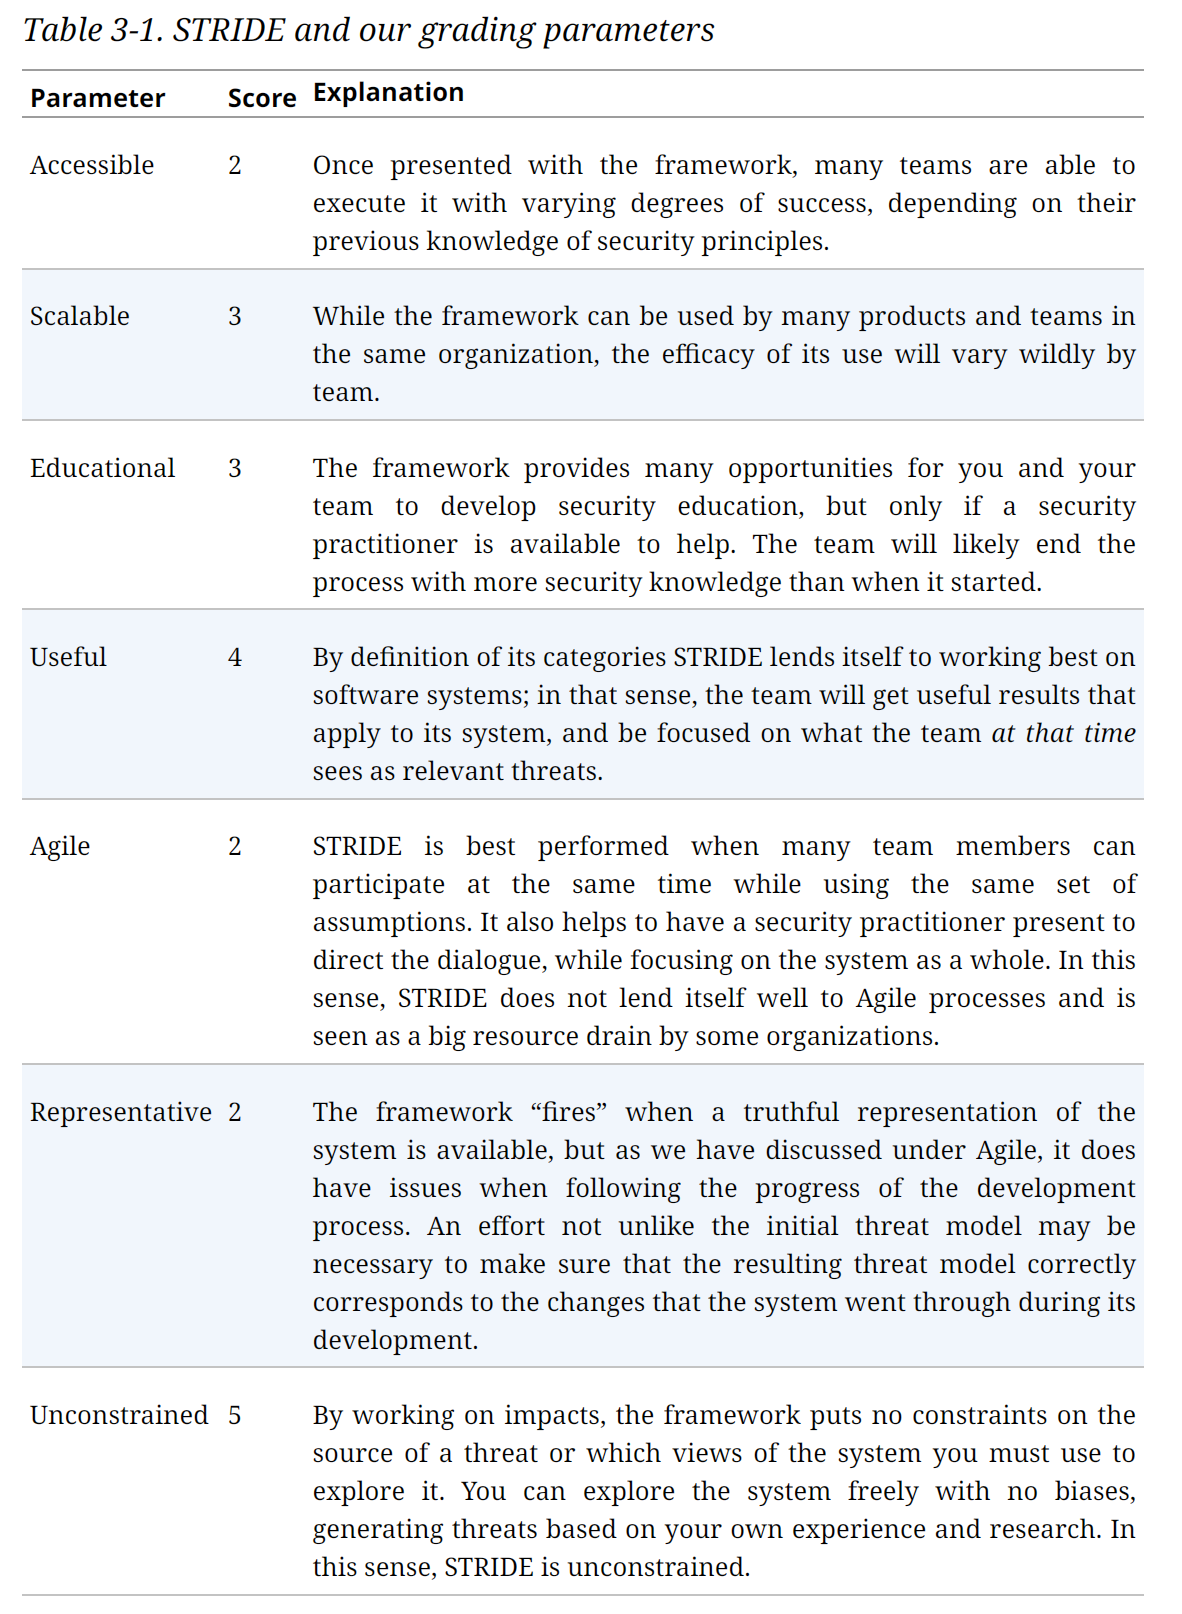 Table 3-1. STRIDE and our grading parameters
Parameter Score Explanation
Accessible 2 Once presented with the framework, many teams are able to
execute it with varying degrees of success, depending on their
previous knowledge of security principles.
Scalable 3 While the framework can be used by many products and teams in
the same organization, the efficacy of its use will vary wildly by
team.
Educational 3 The framework provides many opportunities for you and your
team to develop security education, but only if a security
practitioner is available to help. The team will likely end the
process with more security knowledge than when it started.
Useful 4 By definition of its categories STRIDE lends itself to working best on
software systems; in that sense, the team will get useful results that
apply to its system, and be focused on what the team at that time
sees as relevant threats.
Agile 2 STRIDE is best performed when many team members can
participate at the same time while using the same set of
assumptions. It also helps to have a security practitioner present to
direct the dialogue, while focusing on the system as a whole. In this
sense, STRIDE does not lend itself well to Agile processes and is
seen as a big resource drain by some organizations.
Representative 2 The framework “fires” when a truthful representation of the
system is available, but as we have discussed under Agile, it does
have issues when following the progress of the development
process. An effort not unlike the initial threat model may be
necessary to make sure that the resulting threat model correctly
corresponds to the changes that the system went through during its
development.
Unconstrained 5 By working on impacts, the framework puts no constraints on the
source of a threat or which views of the system you must use to
explore it. You can explore the system freely with no biases,
generating threats based on your own experience and research. In
this sense, STRIDE is unconstrained.